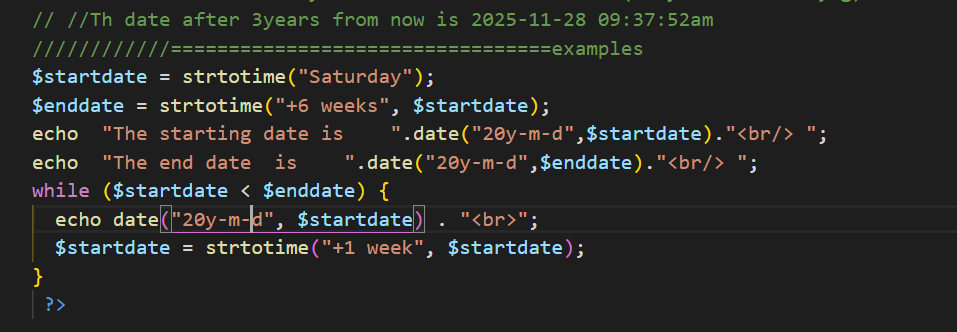 // //Th date after 3years from now is 2025-11-28 09:37:52am
////////////=================================examples
$startdate = strtotime("Saturday");
$enddate = strtotime("+6 weeks", $startdate);
echo  "The starting date is    ".date("20y-m-d",$startdate)."<br/> ";
echo  "The end date  is    ".date("20y-m-d",$enddate)."<br/> ";
while ($startdate < $enddate) {
  echo date("20y-m-d", $startdate) . "<br>";
  $startdate = strtotime("+1 week", $startdate);
}
 ?>